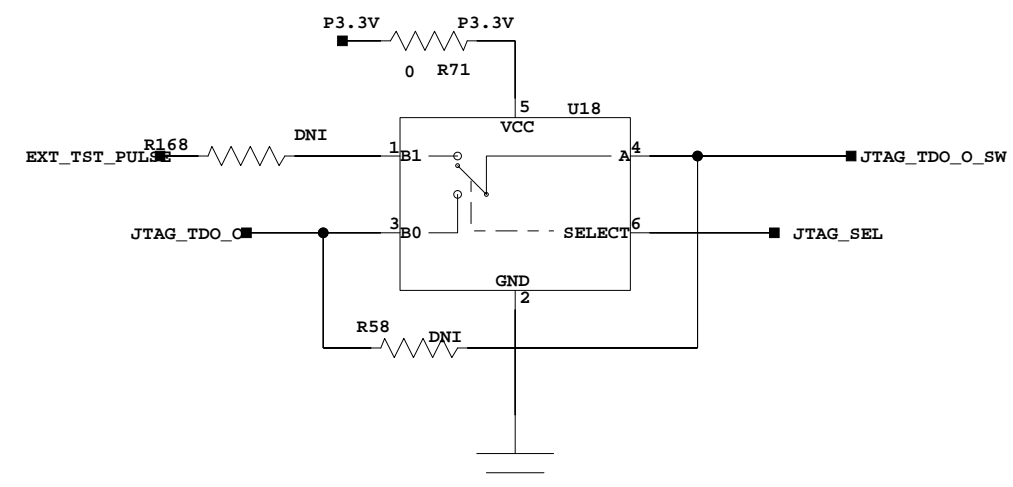 P3.3V P3.3V
0 R71
5 U18
VCC
R168 DNI
EXT_TST_PULSE 1 B1 A 4 JTAG_TDO_O_SW
JTAG_TDO_O 3 B0 SELECT 6 JTAG_SEL
GND
2
R58 DNI